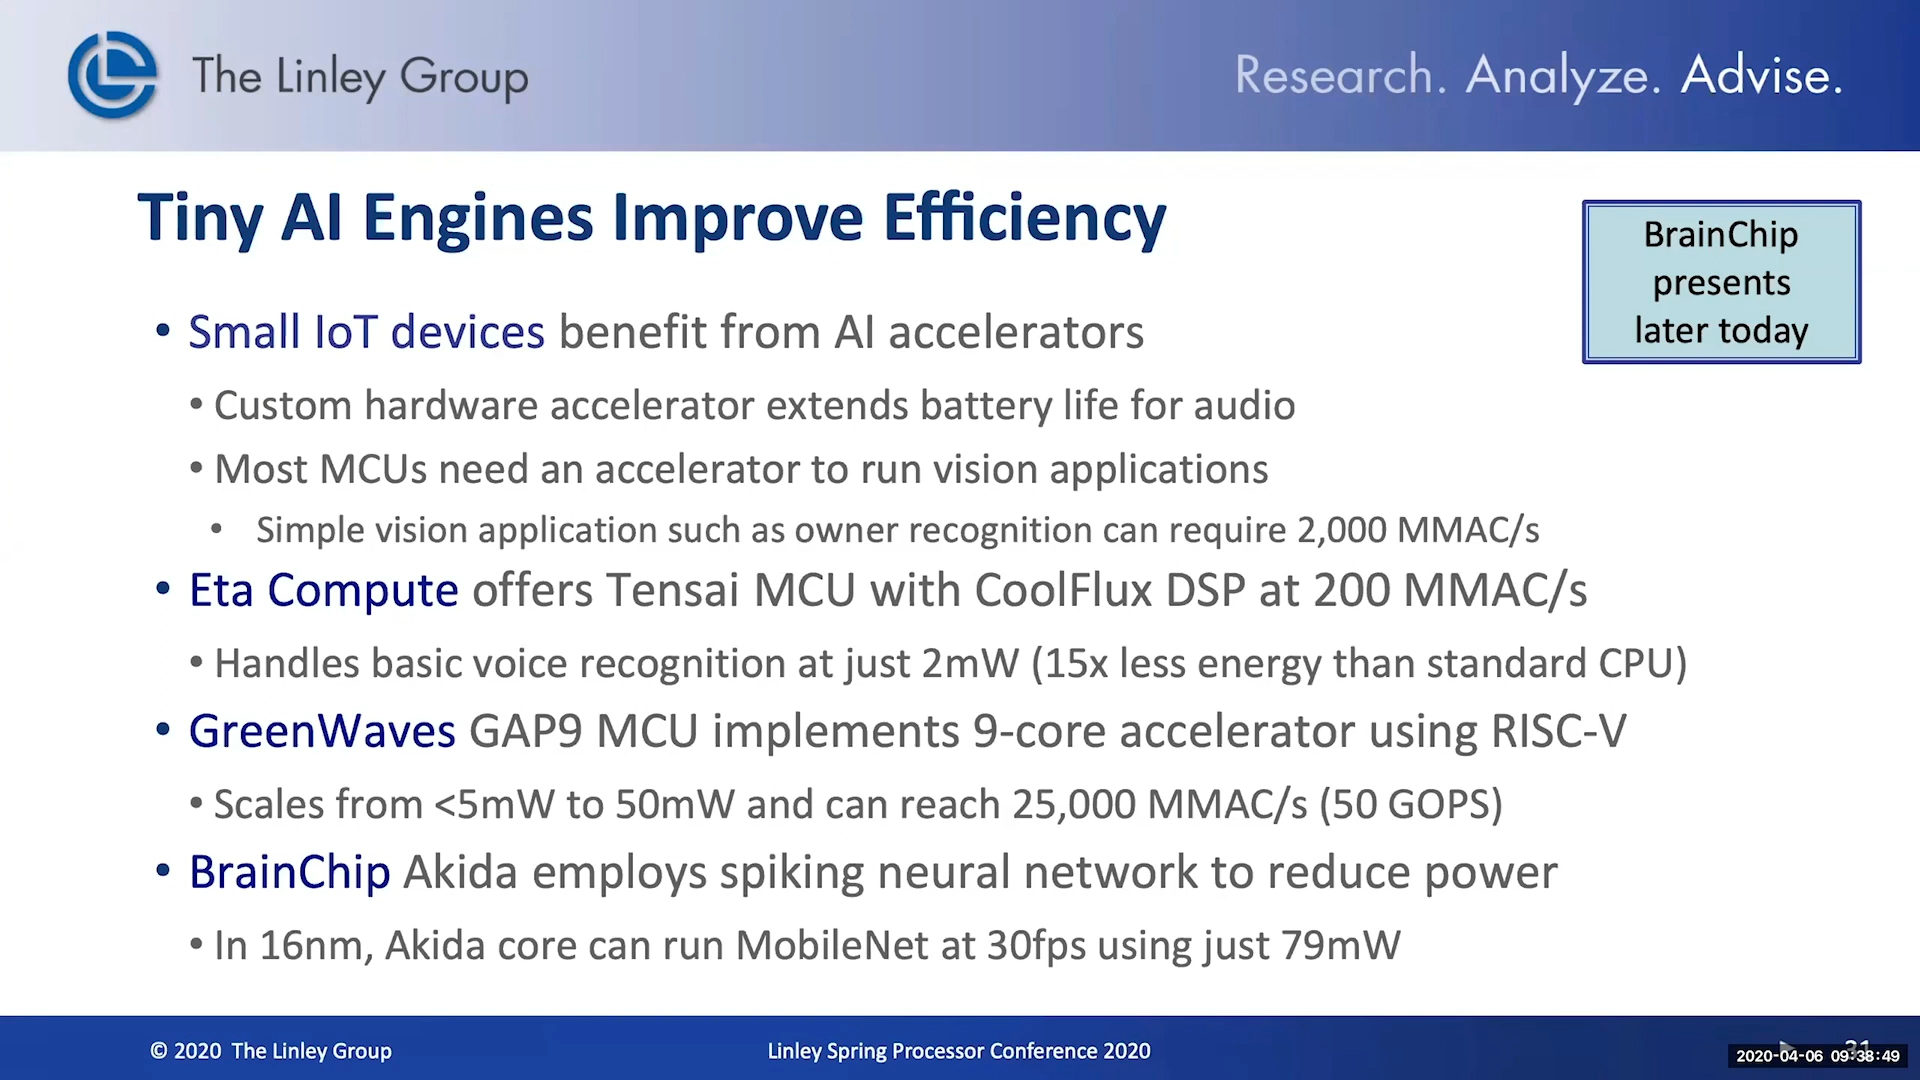 The Linley Group
Research. Analyze. Advise.
Tiny AI Engines Improve Efficiency
BrainChip
presents
later today
• Small IoT devices benefit from AI accelerators
• Custom hardware accelerator extends battery life for audio
• Most MCUs need an accelerator to run vision applications
• Simple vision application such as owner recognition can require 2,000 MMAC/s
• Eta Compute offers Tensai MCU with CoolFlux DSP at 200 MMAC/s
• Handles basic voice recognition at just 2mW (15x less energy than standard CPU)
• GreenWaves GAP9 MCU implements 9-core accelerator using RISC-V
• Scales from <5mW to 50mW and can reach 25,000 MMAC/s (50 GOPS)
• BrainChip Akida employs spiking neural network to reduce power
• In 16nm, Akida core can run MobileNet at 30fps using just 79mW
© 2020 The Linley Group
Linley Spring Processor Conference 2020
31
2020-04-06 09:38:49